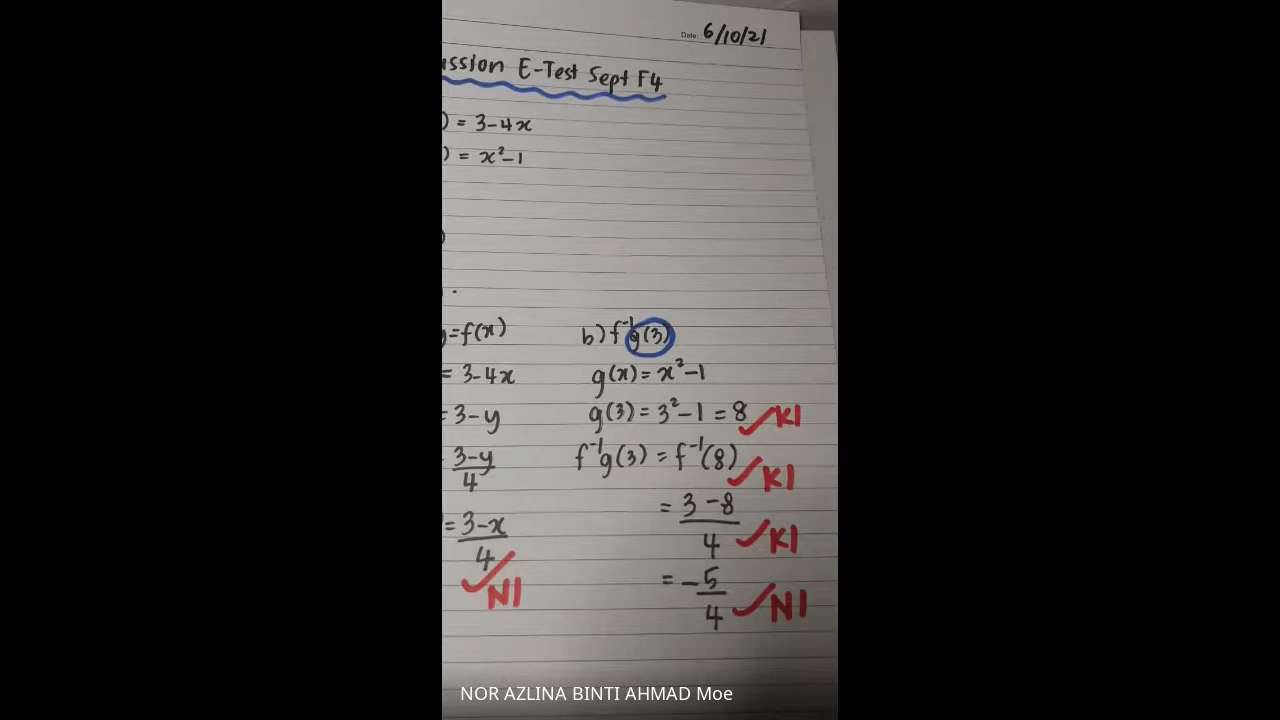 Date: 6/10/21
ussion E-Test Sept F4
) = 3-4x
) = x²-1
)
.
y=f(x)
= 3-4x
= 3-y
3-y
4
= 3-x
4
✓N1
b) f⁻¹g(3)
g(x) = x²-1
g(3) = 3²-1 = 8 ✓K1
f⁻¹g(3) = f⁻¹(8) ✓K1
= 3-8
4 ✓K1
= -5
4 ✓N1
NOR AZLINA BINTI AHMAD Moe